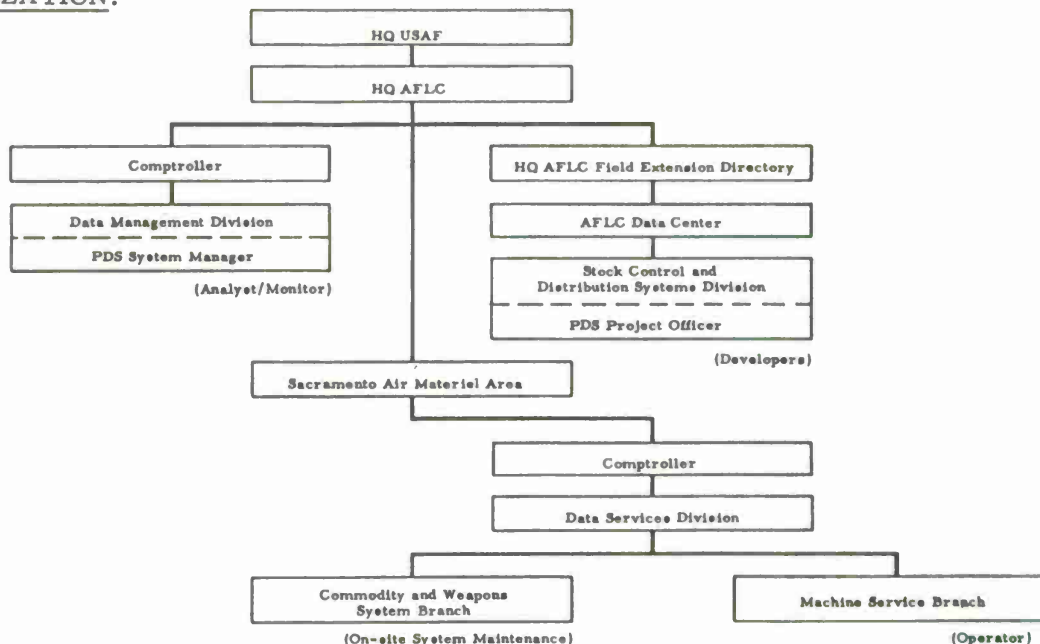 HQ USAF
HQ AFLC
Comptroller
HQ AFLC Field Extension Directory
Data Management Division
PDS System Manager
(Analyst/Monitor)
AFLC Data Center
Stock Control and
Distribution Systems Division
PDS Project Officer
(Developers)
Sacramento Air Materiel Area
Comptroller
Data Services Division
Commodity and Weapons
System Branch
(On-site System Maintenance)
Machine Service Branch
(Operator)